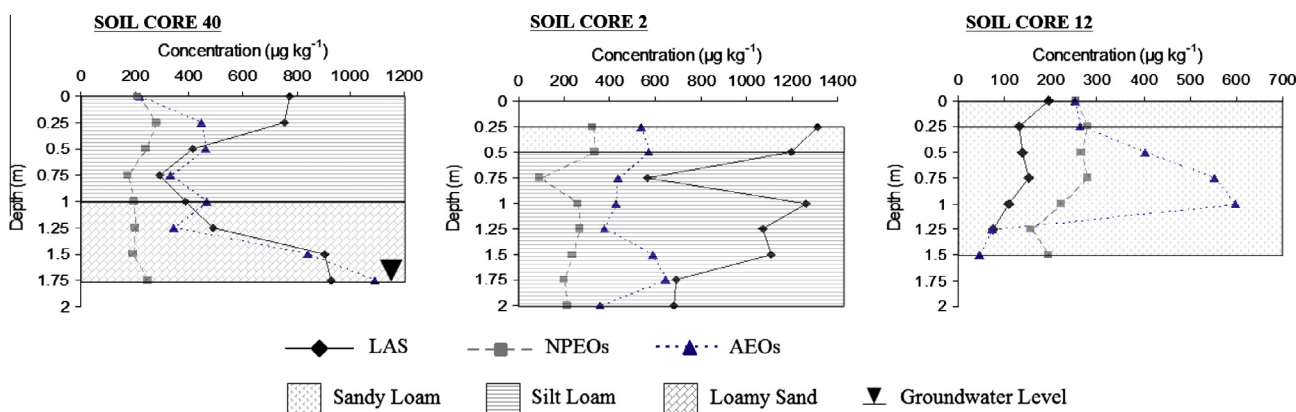 SOIL CORE 40
Concentration (µg kg⁻¹)
0 200 400 600 800 1000 1200
Depth (m)
0
0.25
0.5
0.75
1
1.25
1.5
1.75
2
SOIL CORE 2
Concentration (µg kg⁻¹)
0 200 400 600 800 1000 1200 1400
Depth (m)
0
0.25
0.5
0.75
1
1.25
1.5
1.75
2
SOIL CORE 12
Concentration (µg kg⁻¹)
0 100 200 300 400 500 600 700
Depth (m)
0
0.25
0.5
0.75
1
1.25
1.5
1.75
2
LAS NPEOs AEOs
Sandy Loam Silt Loam Loamy Sand Groundwater Level